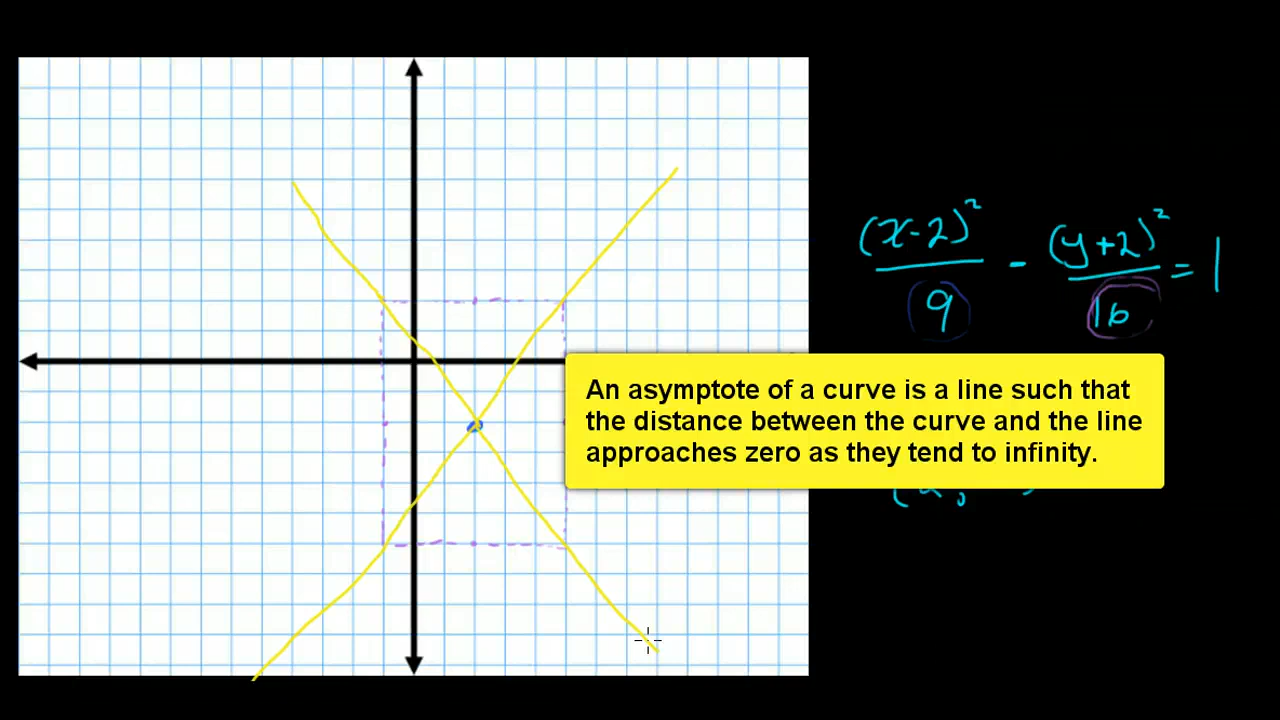 (x-2)² / 9 - (y+2)² / 16 = 1
An asymptote of a curve is a line such that
the distance between the curve and the line
approaches zero as they tend to infinity.